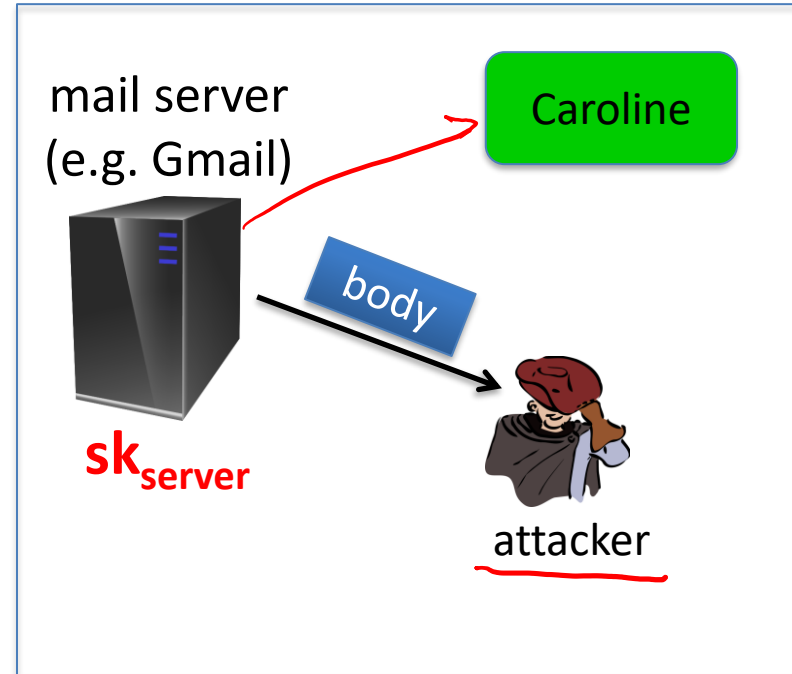 mail server
(e.g. Gmail)
Caroline
body
sk_server
attacker